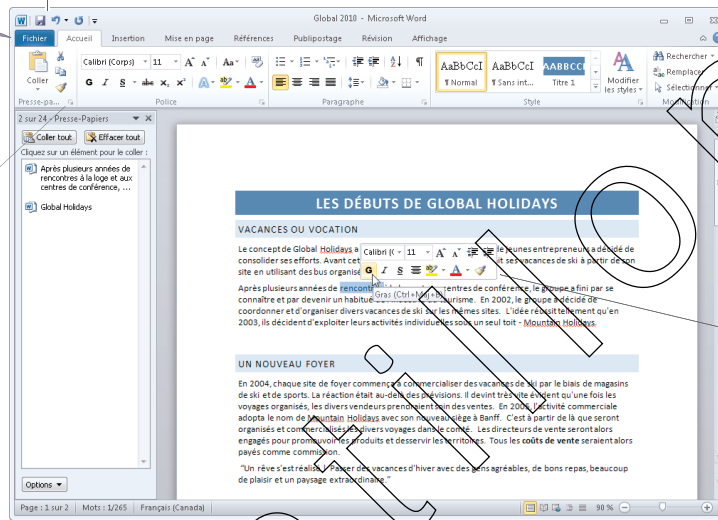 Global 2010 - Microsoft Word
Fichier Accueil Insertion Mise en page Références Publipostage Révision Affichage
Calibri (Corps) 11 A A Aa
AaBbCcI AaBbCcI AABBCCI
Rechercher
Remplacer
Sélectionner
Coller
G I S abc x₂ x² A ab A
¶ Normal ¶ Sans int... Titre 1
Modifier
les styles
Presse-pa... Police Paragraphe Style Modification
2 sur 24 - Presse-Papiers
Coller tout Effacer tout
Cliquez sur un élément pour le coller :
Après plusieurs années de
rencontres à la loge et aux
centres de conférence, ...
Global Holidays
Options
LES DÉBUTS DE GLOBAL HOLIDAYS
VACANCES OU VOCATION
Le concept de Global Holidays a
le jeunes entrepreneurs a décidé de
consolider ses efforts. Avant cet
it ses vacances de ski à partir de son
site en utilisant des bus organis
Calibri (( 11 A A
G I S ab A
Gras (Ctrl+Maj+B)
Après plusieurs années de rencontr
centres de conférence, le groupe a fini par se
connaître et par devenir un habitué
tourisme. En 2002, le groupe a décidé de
coordonner et d'organiser divers vacances de ski sur les mêmes sites. L'idée réussit tellement qu'en
2003, ils décident d'exploiter leurs activités individuelles sous un seul toit - Mountain Holidays.
UN NOUVEAU FOYER
En 2004, chaque site de foyer commença à commercialiser des vacances de ski par le biais de magasins
de ski et de sports. La réaction était au-delà des prévisions. Il devint très vite évident qu'une fois les
voyages organisés, les divers vendeurs prendraient soin des ventes. En 2005, l'activité commerciale
adopta le nom de Mountain Holidays avec son nouveau siège à Banff. C'est à partir de là que seront
organisés et commercialisés les divers voyages dans le comté. Les directeurs de vente seront alors
engagés pour promouvoir les produits et desservir les territoires. Tous les coûts de vente seraient alors
payés comme commission.
"Un rêve s'est réalisé ! Passer des vacances d'hiver avec des gens agréables, de bons repas, beaucoup
de plaisir et un paysage extraordinaire."
Page : 1 sur 2 Mots : 1/265 Français (Canada) 90 %